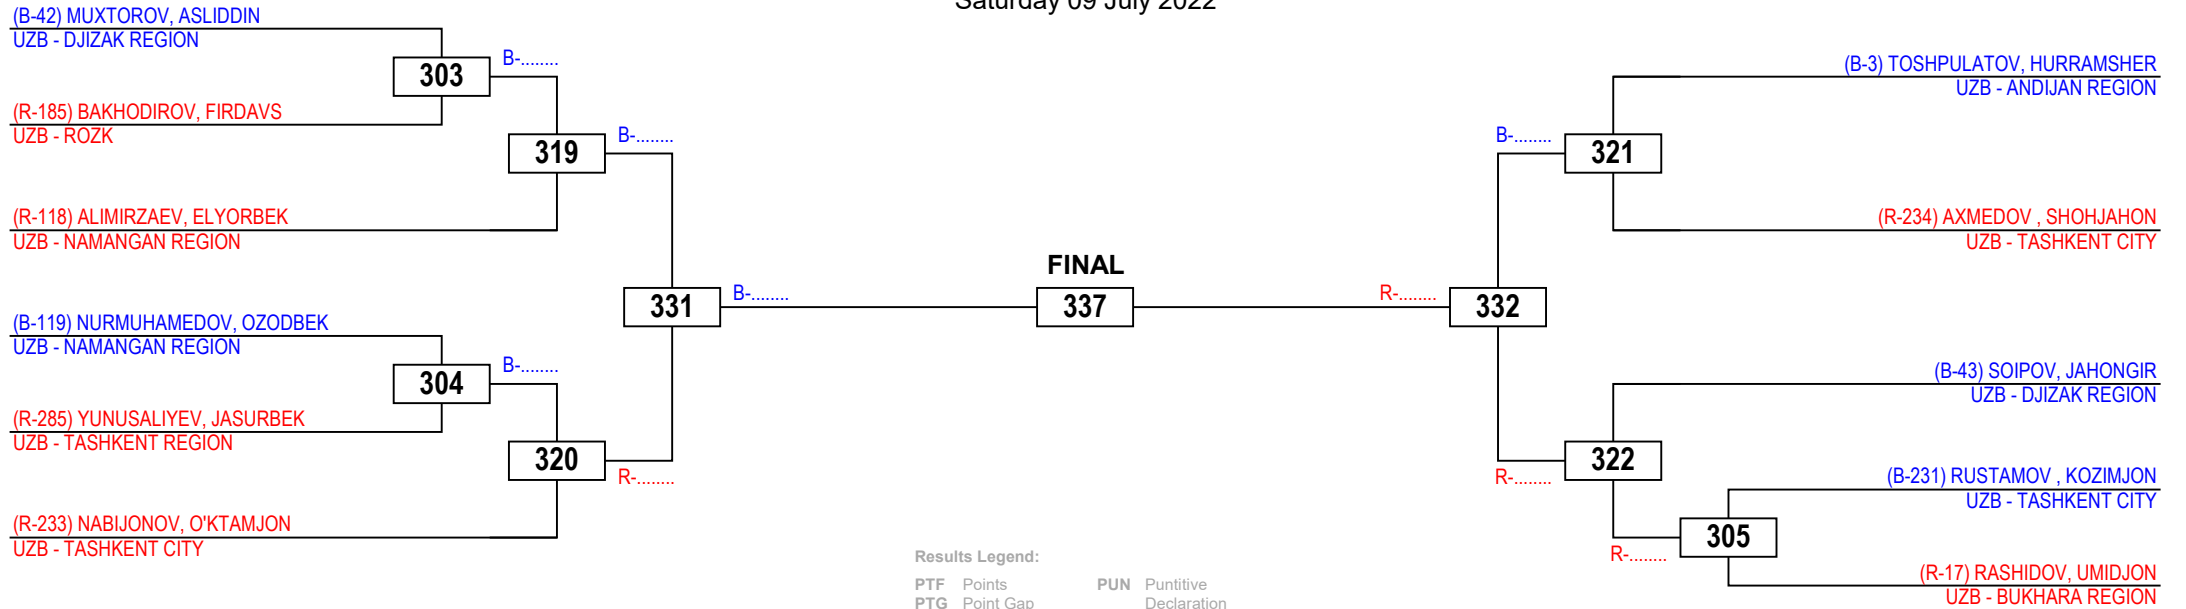 Saturday 09 July 2022
(B-42) MUXTOROV, ASLIDDIN
UZB - DJIZAK REGION
303
B-........
(R-185) BAKHODIROV, FIRDAVS
UZB - ROZK
319
B-........
(R-118) ALIMIRZAEV, ELYORBEK
UZB - NAMANGAN REGION
331
B-........
(B-119) NURMUHAMEDOV, OZODBEK
UZB - NAMANGAN REGION
304
B-........
(R-285) YUNUSALIYEV, JASURBEK
UZB - TASHKENT REGION
320
R-........
(R-233) NABIJONOV, O'KTAMJON
UZB - TASHKENT CITY
FINAL
337
(B-3) TOSHPULATOV, HURRAMSHER
UZB - ANDIJAN REGION
B-........
321
(R-234) AXMEDOV , SHOHJAHON
UZB - TASHKENT CITY
R-........
332
(B-43) SOIPOV, JAHONGIR
UZB - DJIZAK REGION
R-........
322
(B-231) RUSTAMOV , KOZIMJON
UZB - TASHKENT CITY
R-........
305
(R-17) RASHIDOV, UMIDJON
UZB - BUKHARA REGION
Results Legend:
PTF Points
PTG Point Gap
PUN Puntitive
Declaration